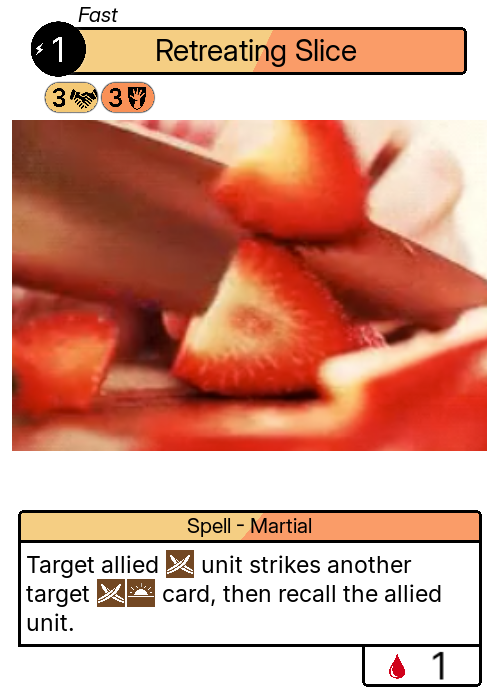 Fast
1
Retreating Slice
3 3
Spell - Martial
Target allied unit strikes another
target card, then recall the allied
unit.
1